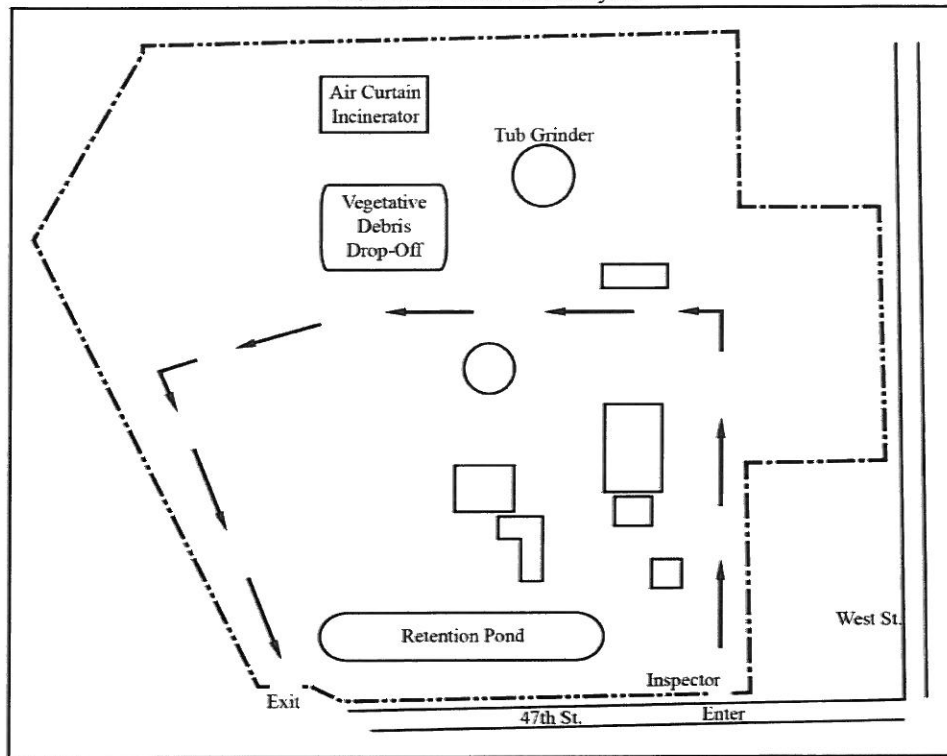 Air Curtain
Incinerator
Tub Grinder
Vegetative
Debris
Drop-Off
West St.
Retention Pond
Inspector
Exit
47th St.
Enter